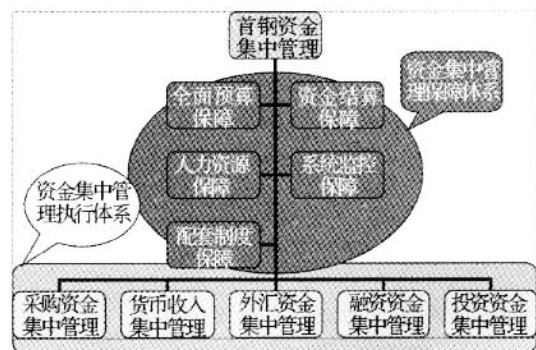 首钢资金
集中管理
资金集中管
理保障体系
全面预算
保障
资金结算
保障
人力资源
保障
系统监控
保障
资金集中管
理执行体系
配套制度
保障
采购资金
集中管理
货币收入
集中管理
外汇资金
集中管理
融资资金
集中管理
投资资金
集中管理